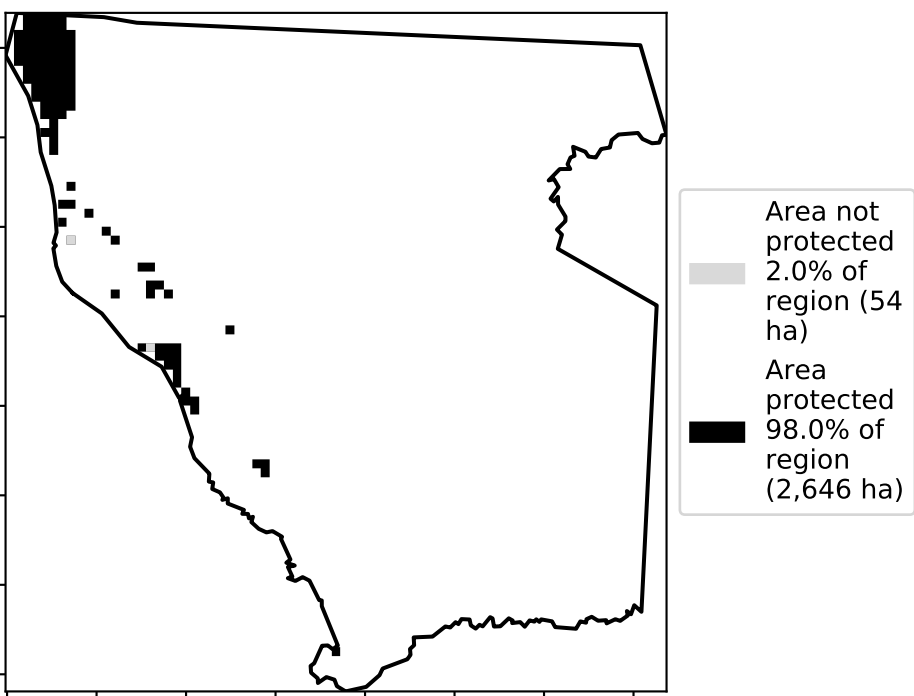 Area not
protected
2.0% of
region (54
ha)
Area
protected
98.0% of
region
(2,646 ha)